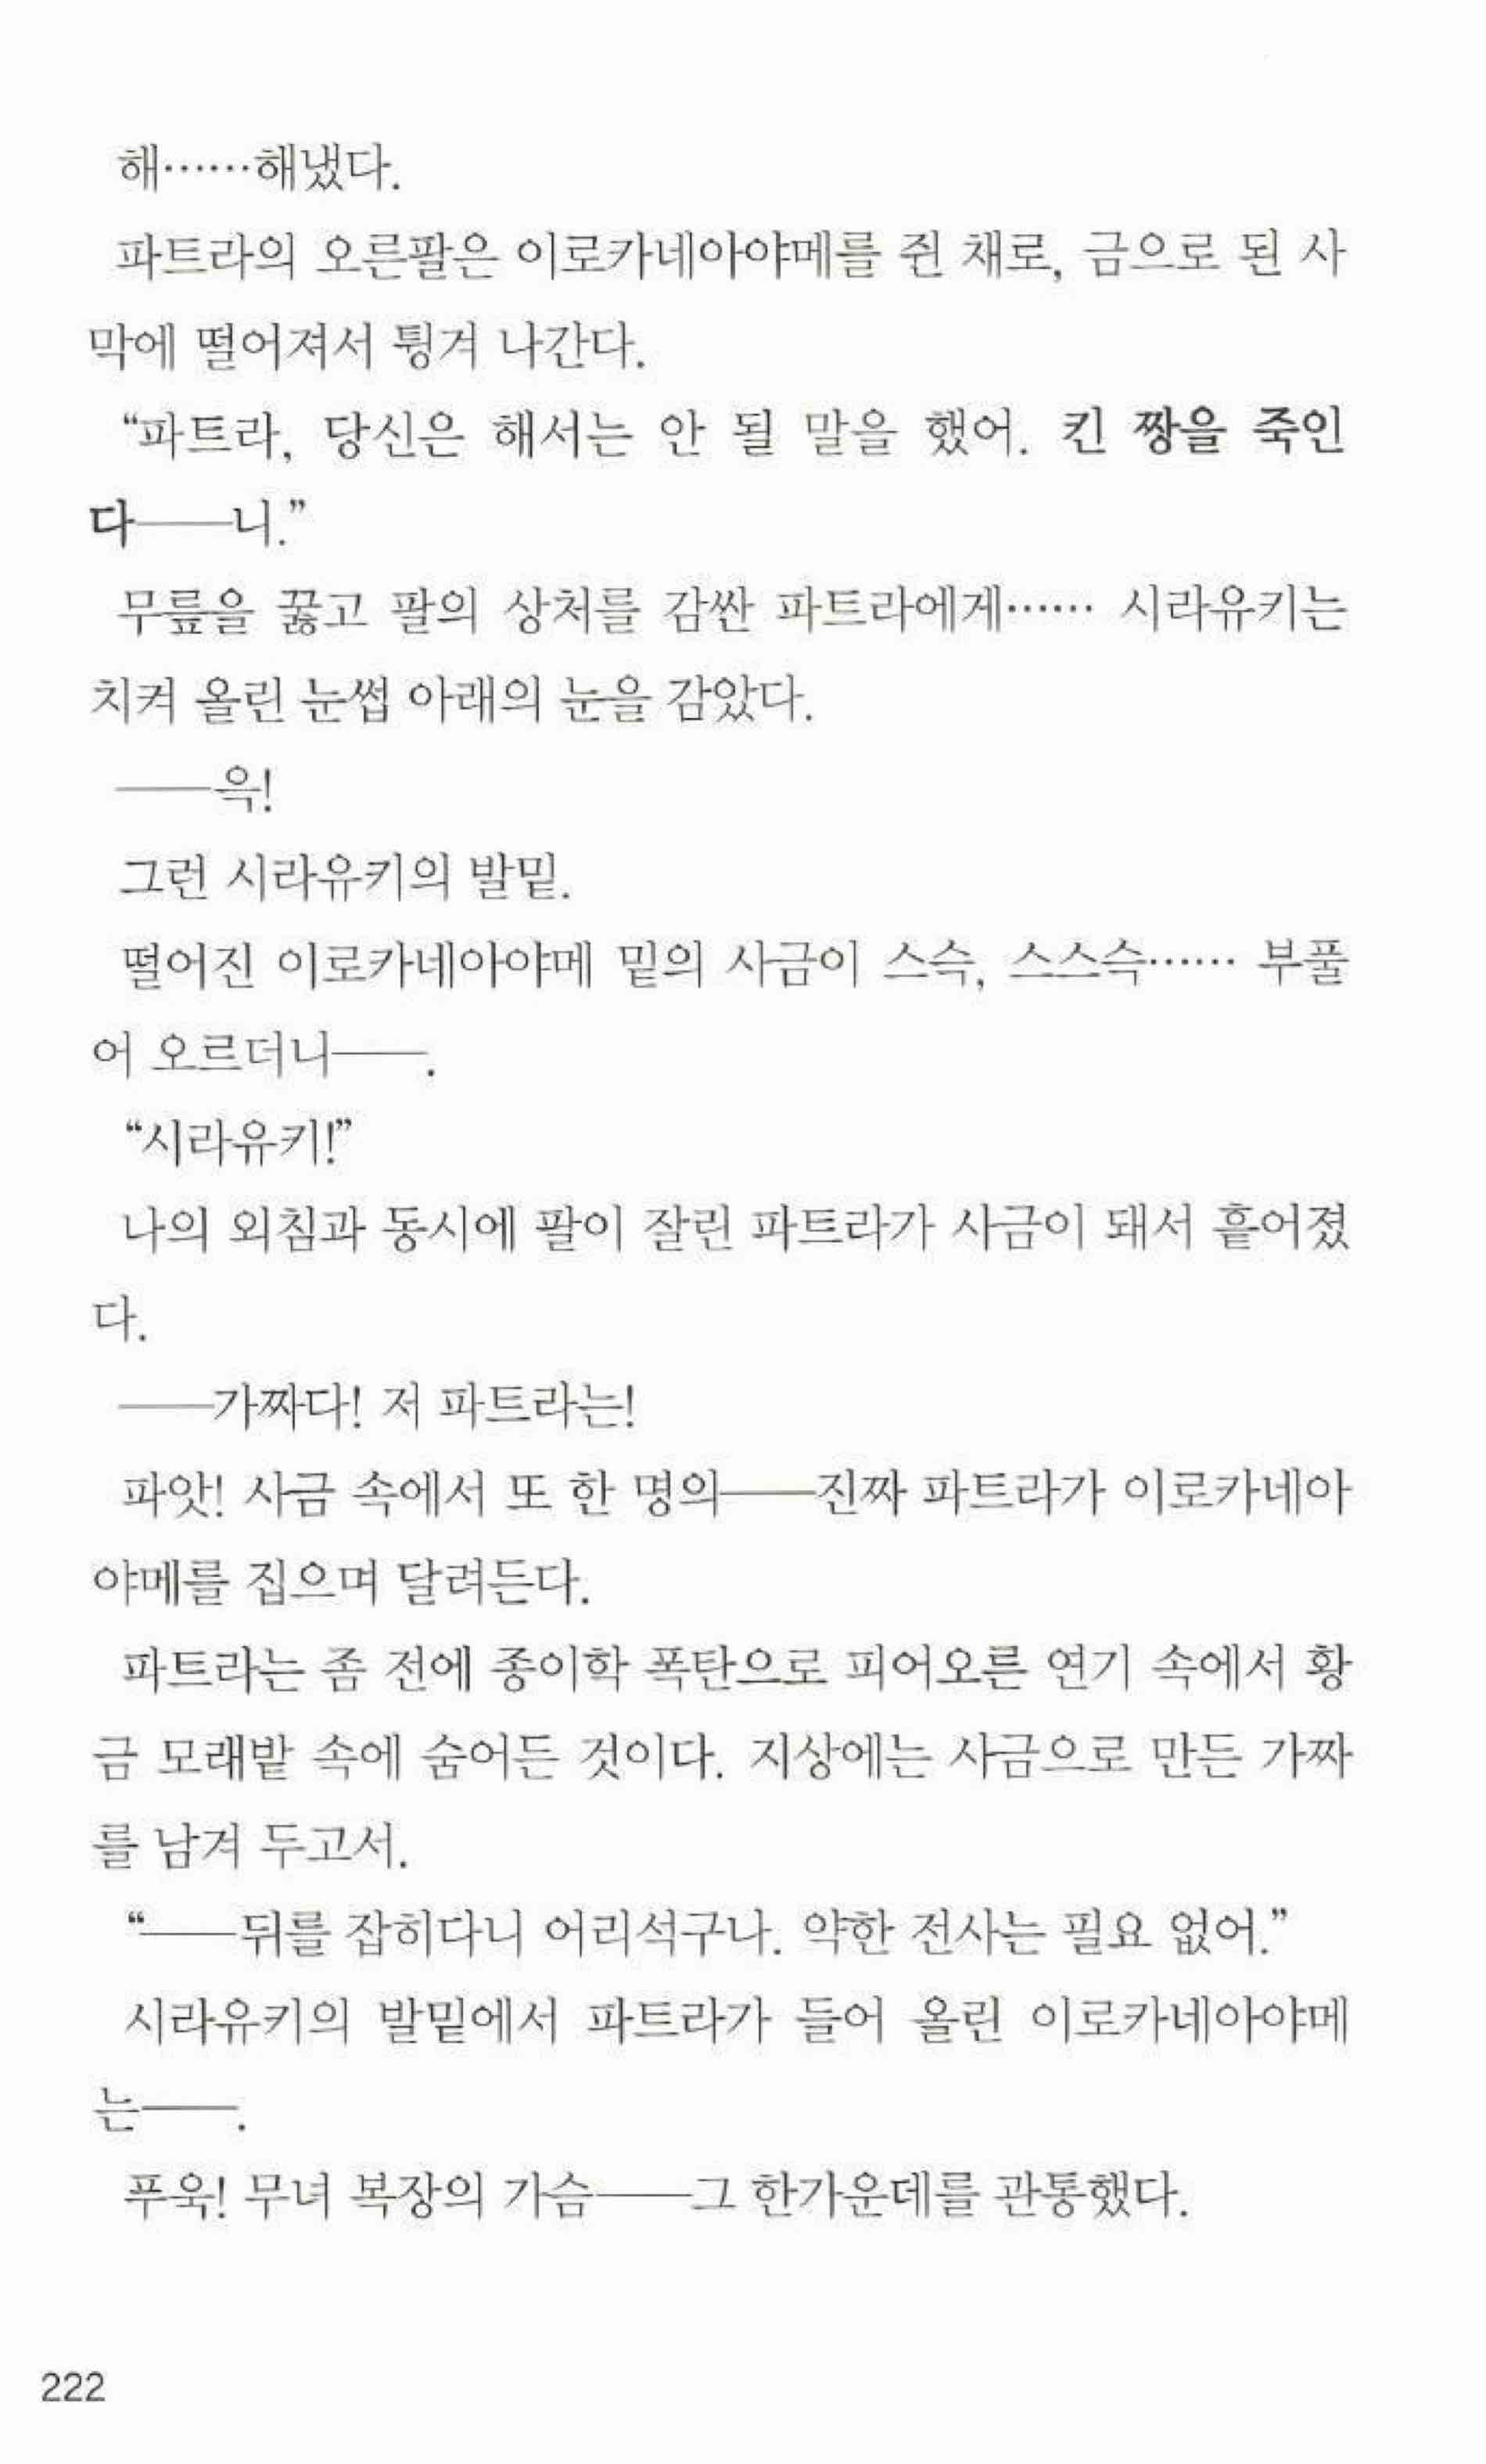 해……해냈다.
파트라의 오른팔은 이로카네아야메를 쥔 채로, 금으로 된 사
막에 떨어져서 튕겨 나간다.
“파트라, 당신은 해서는 안 될 말을 했어. 킨 짱을 죽인
다――니.”
무릎을 꿇고 팔의 상처를 감싼 파트라에게…… 시라유키는
치켜 올린 눈썹 아래의 눈을 감았다.
――윽!
그런 시라유키의 발밑.
떨어진 이로카네아야메 밑의 사금이 스슥, 스스슥…… 부풀
어 오르더니――.
“시라유키!”
나의 외침과 동시에 팔이 잘린 파트라가 사금이 돼서 흩어졌
다.
――가짜다! 저 파트라는!
파앗! 사금 속에서 또 한 명의――진짜 파트라가 이로카네아
야메를 집으며 달려든다.
파트라는 좀 전에 종이학 폭탄으로 피어오른 연기 속에서 황
금 모래밭 속에 숨어든 것이다. 지상에는 사금으로 만든 가짜
를 남겨 두고서.
“――뒤를 잡히다니 어리석구나. 약한 전사는 필요 없어.”
시라유키의 발밑에서 파트라가 들어 올린 이로카네아야메
는――.
푸욱! 무녀 복장의 가슴――그 한가운데를 관통했다.
222